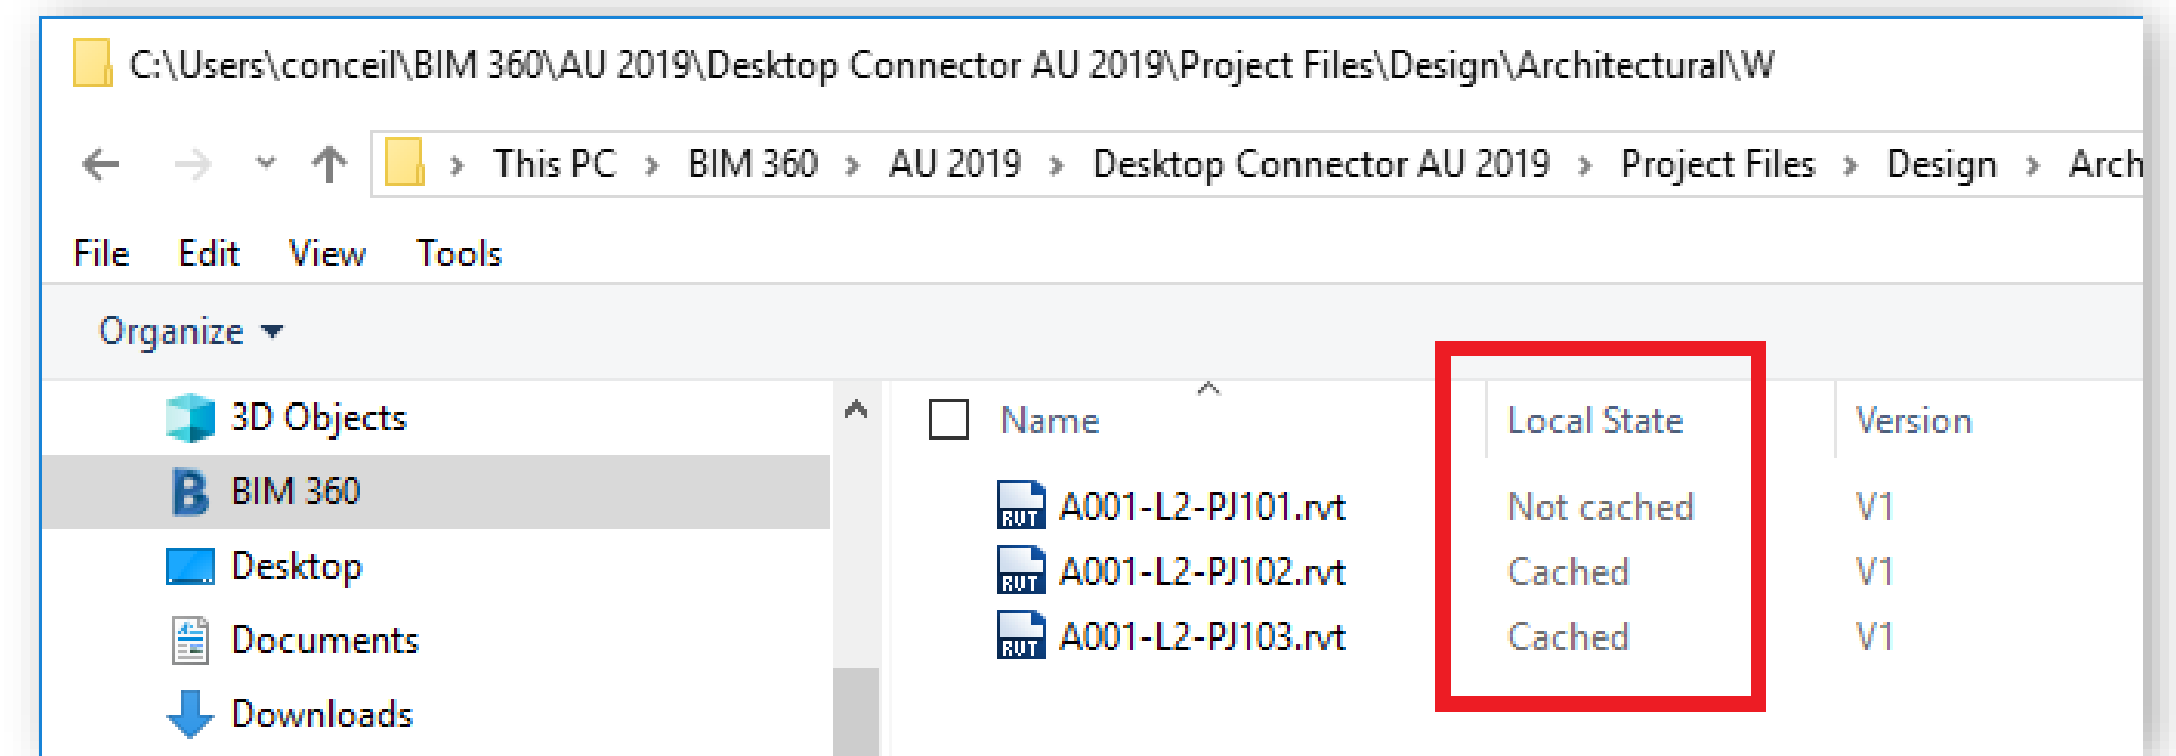 C:\Users\conceil\BIM 360\AU 2019\Desktop Connector AU 2019\Project Files\Design\Architectural\W
This PC > BIM 360 > AU 2019 > Desktop Connector AU 2019 > Project Files > Design > Arch
File Edit View Tools
Organize
3D Objects
BIM 360
Desktop
Documents
Downloads
Name Local State Version
RVT A001-L2-PJ101.rvt Not cached V1
RVT A001-L2-PJ102.rvt Cached V1
RVT A001-L2-PJ103.rvt Cached V1